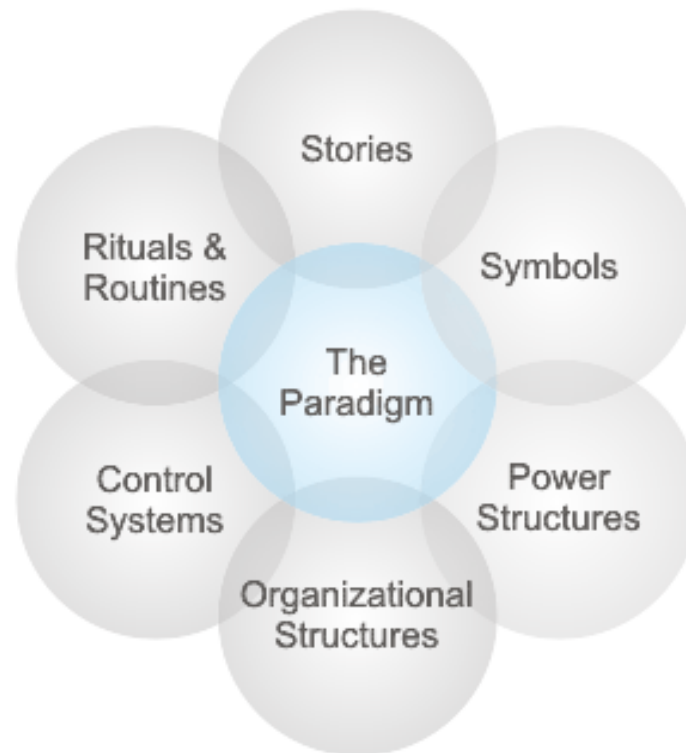 Stories
Rituals &
Routines
Symbols
The
Paradigm
Control
Systems
Power
Structures
Organizational
Structures